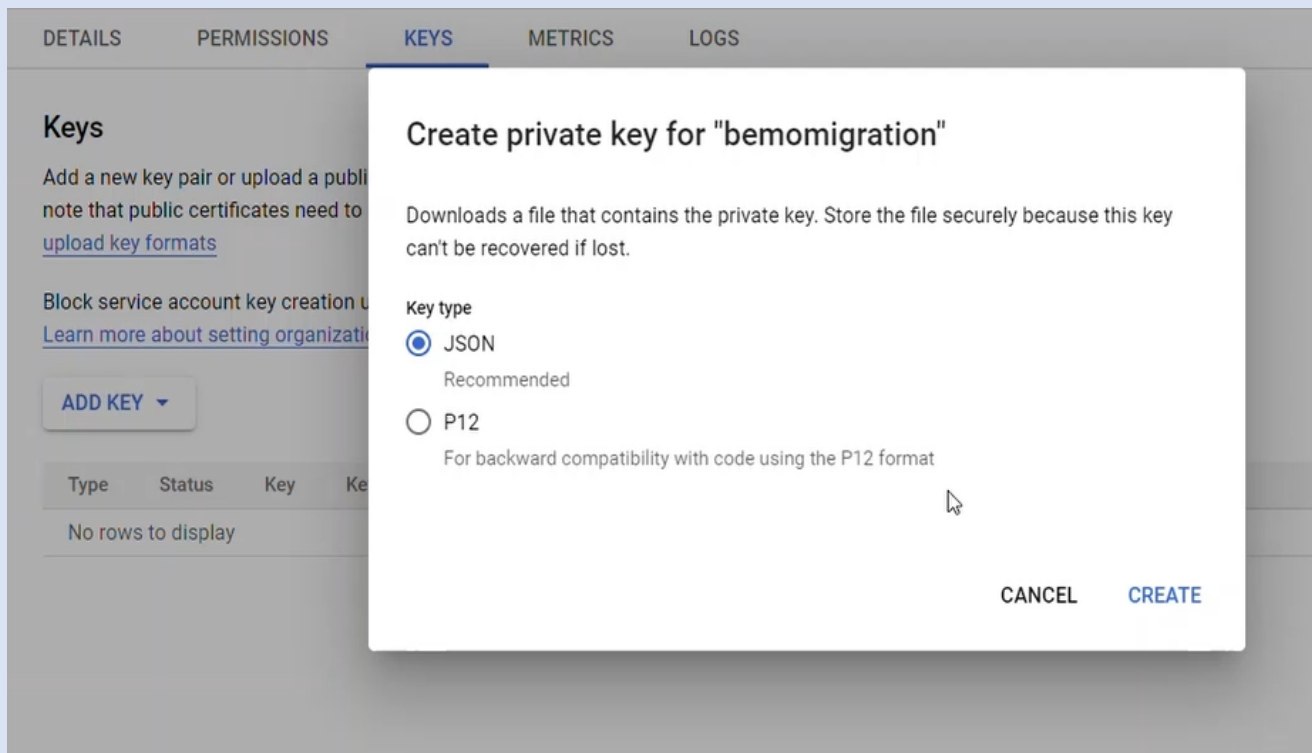 DETAILS PERMISSIONS KEYS METRICS LOGS
Keys
Add a new key pair or upload a publi
note that public certificates need to
upload key formats
Block service account key creation u
Learn more about setting organizatio
ADD KEY
Type Status Key Ke
No rows to display
Create private key for "bemomigration"
Downloads a file that contains the private key. Store the file securely because this key
can't be recovered if lost.
Key type
JSON
Recommended
P12
For backward compatibility with code using the P12 format
CANCEL CREATE